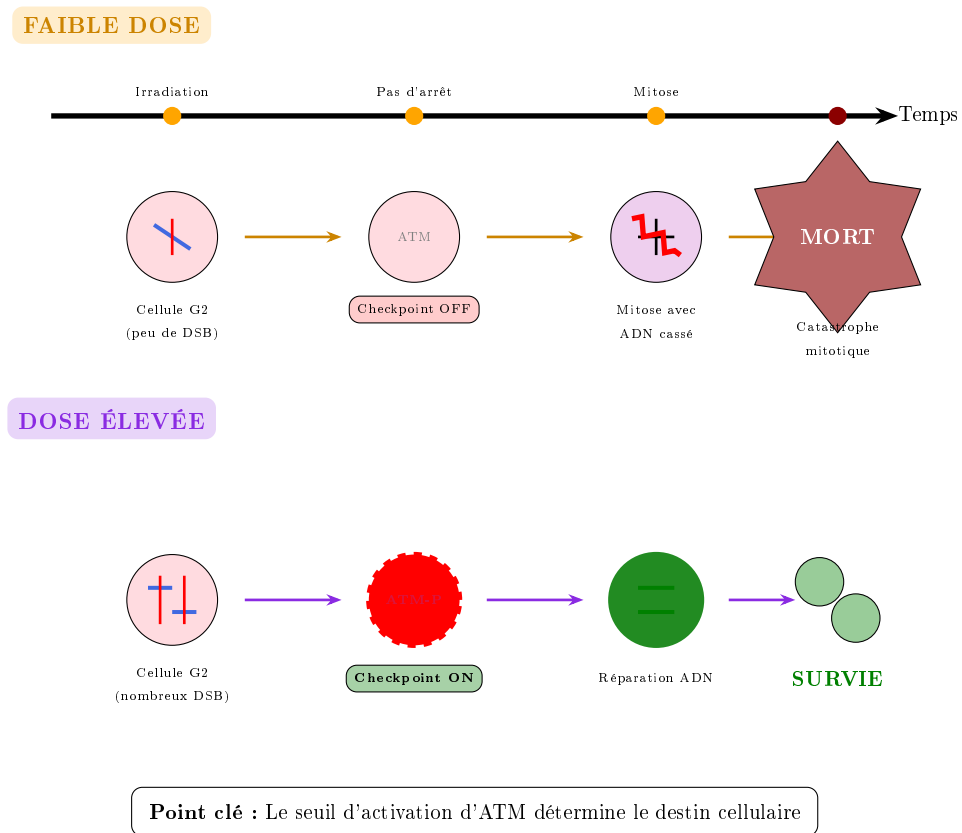 FAIBLE DOSE
Irradiation
Pas d'arrêt
Mitose
Temps
ATM
MORT
Cellule G2
(peu de DSB)
Checkpoint OFF
Mitose avec
ADN cassé
Catastrophe
mitotique
DOSE ÉLEVÉE
ATM-P
Cellule G2
(nombreux DSB)
Checkpoint ON
Réparation ADN
SURVIE
Point clé : Le seuil d'activation d'ATM détermine le destin cellulaire